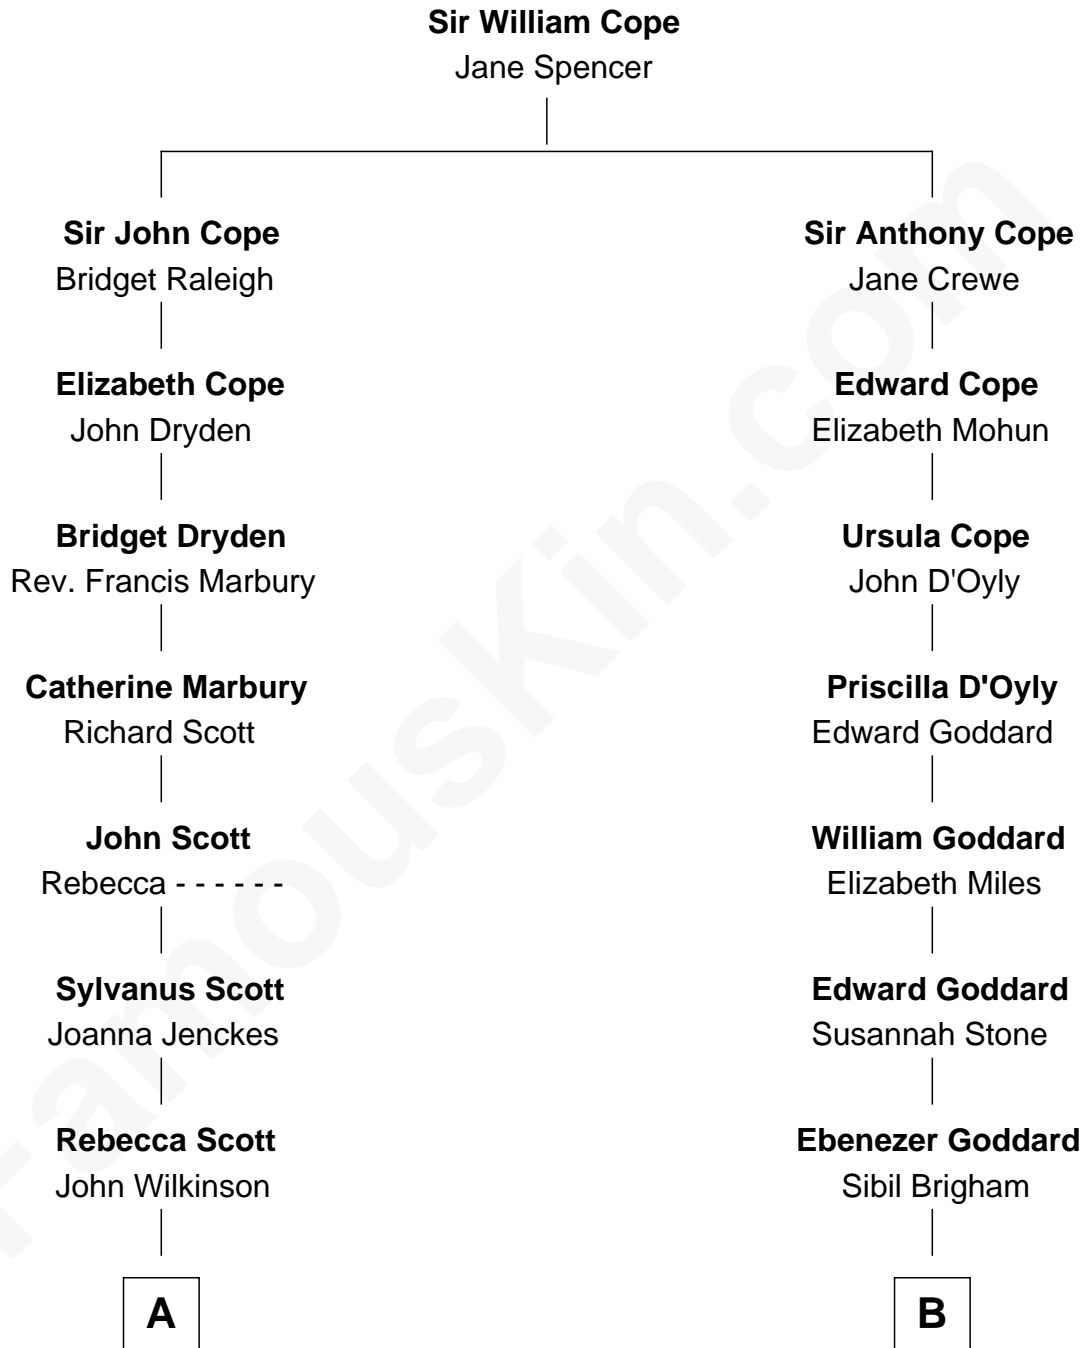 Sir William Cope
Jane Spencer
Sir John Cope
Bridget Raleigh
Elizabeth Cope
John Dryden
Bridget Dryden
Rev. Francis Marbury
Catherine Marbury
Richard Scott
John Scott
Rebecca - - - - - -
Sylvanus Scott
Joanna Jenckes
Rebecca Scott
John Wilkinson
A
Sir Anthony Cope
Jane Crewe
Edward Cope
Elizabeth Mohun
Ursula Cope
John D'Oyly
Priscilla D'Oyly
Edward Goddard
William Goddard
Elizabeth Miles
Edward Goddard
Susannah Stone
Ebenezer Goddard
Sibil Brigham
B
FamousKin.com